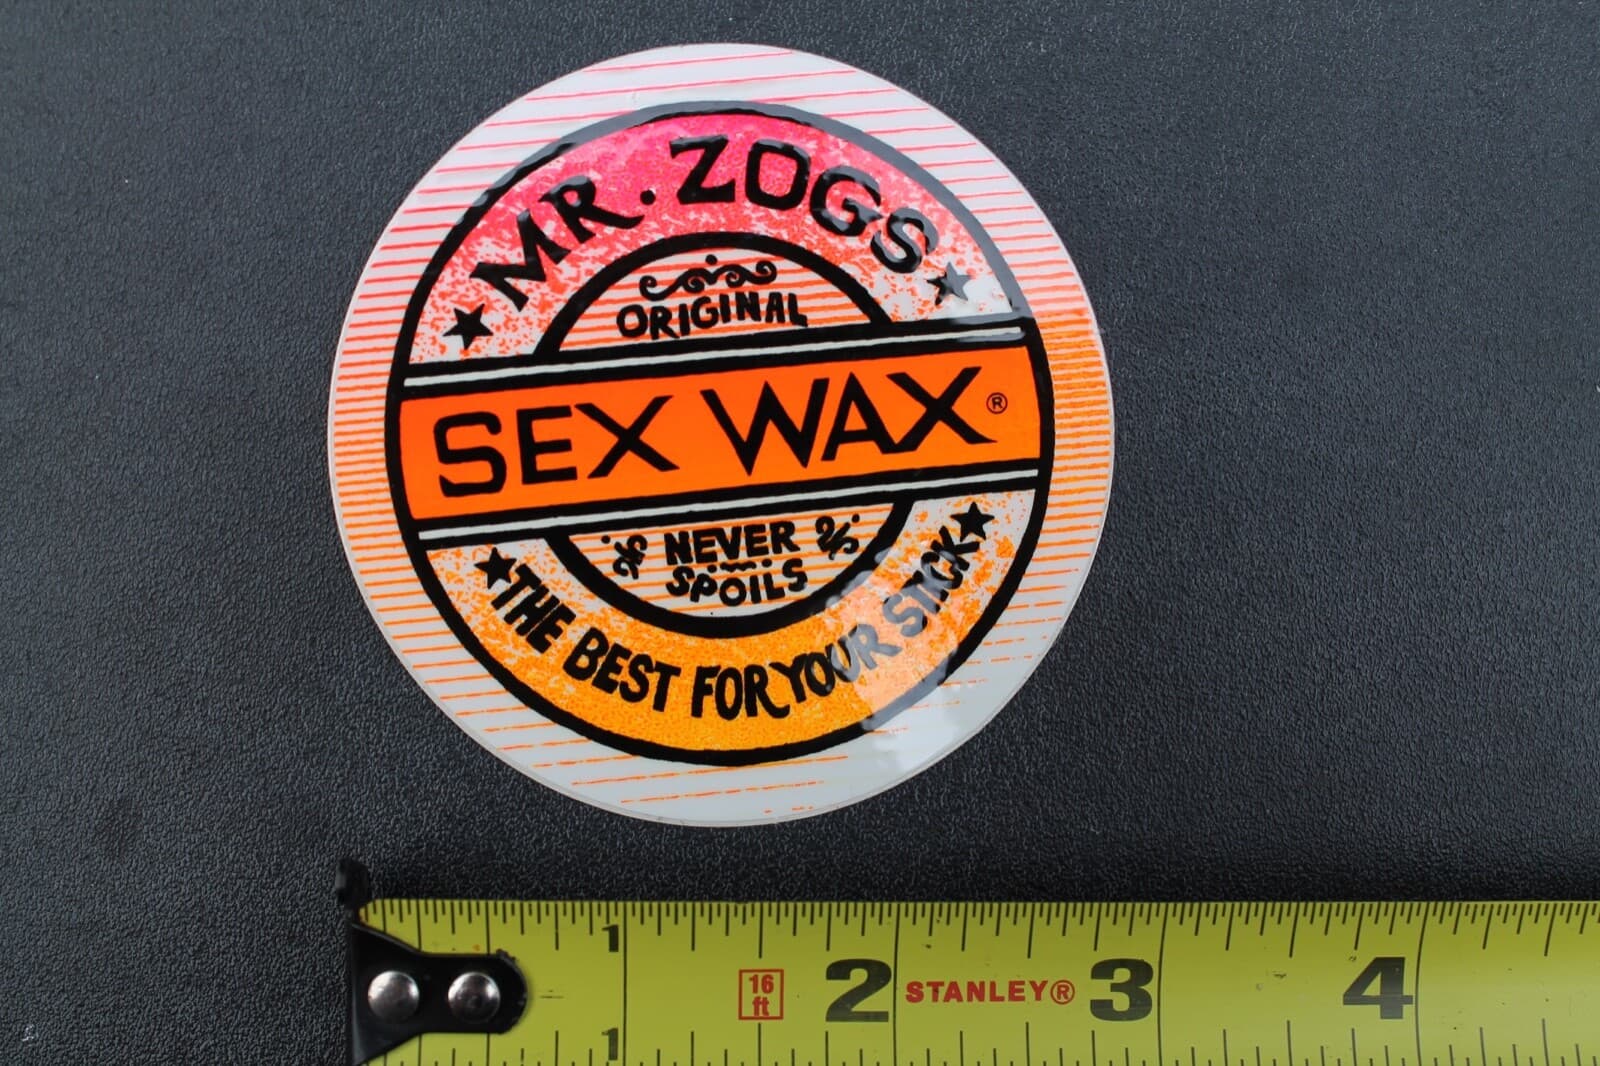 MR. ZOGS
ORIGINAL
SEX WAX®
NEVER
SPOILS
THE BEST FOR YOUR STICK
1
16
ft
2
STANLEY®
3
4
1